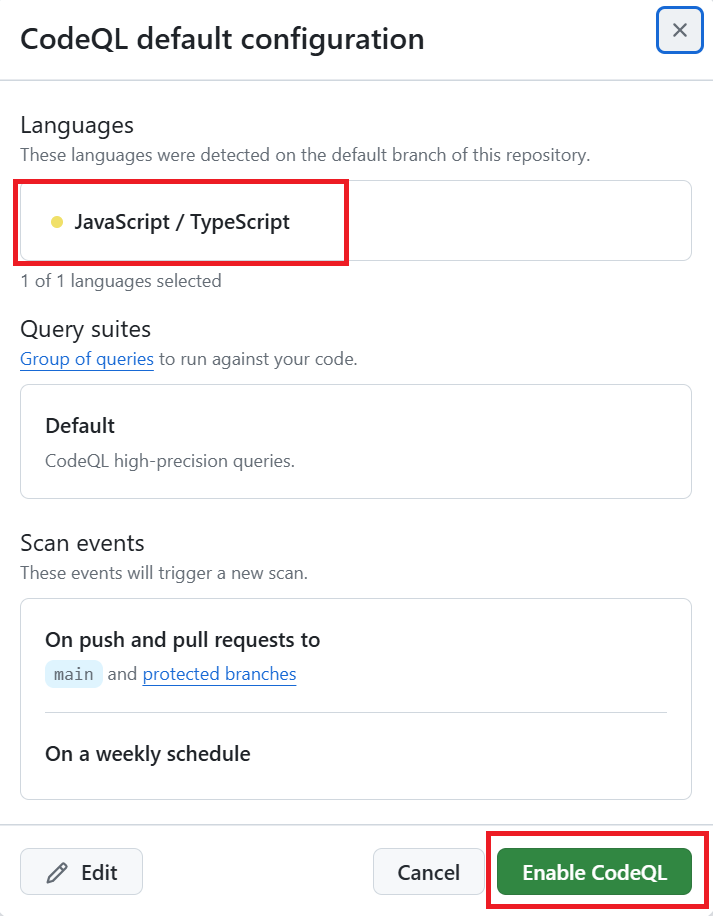 CodeQL default configuration
Languages
These languages were detected on the default branch of this repository.
JavaScript / TypeScript
1 of 1 languages selected
Query suites
Group of queries to run against your code.
Default
CodeQL high-precision queries.
Scan events
These events will trigger a new scan.
On push and pull requests to
main and protected branches
On a weekly schedule
Edit Cancel Enable CodeQL